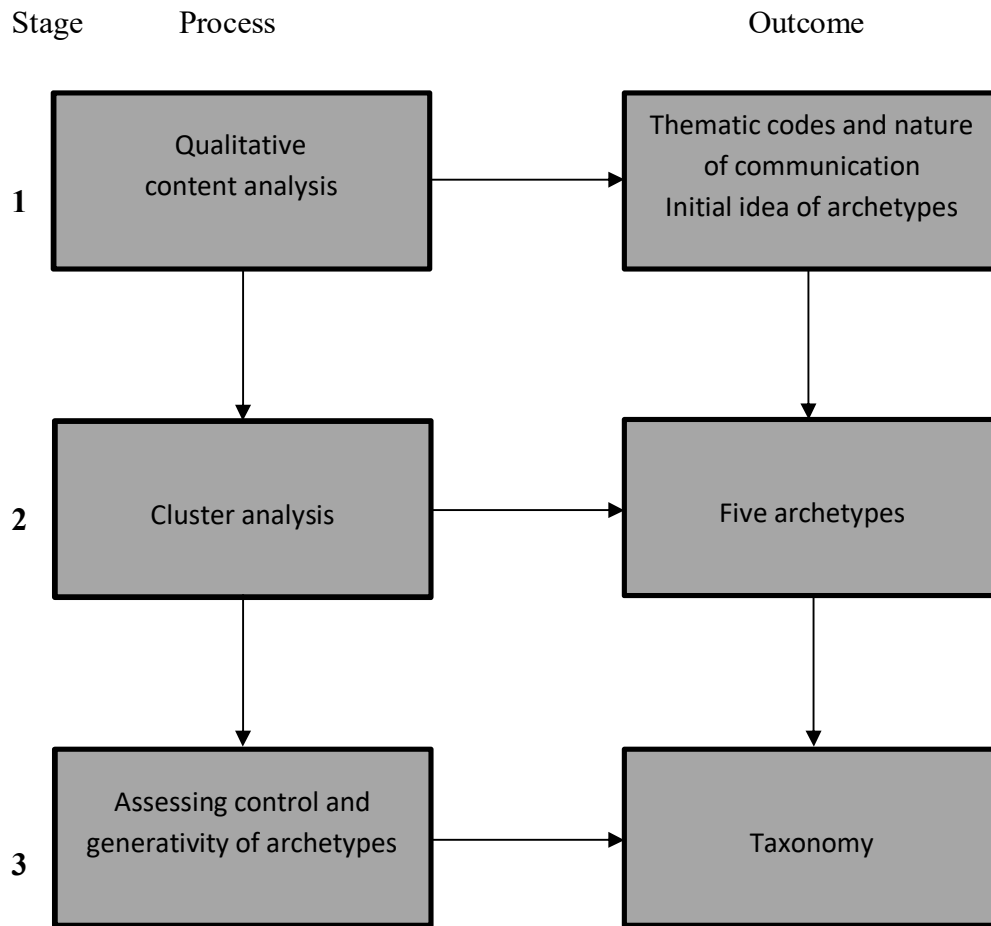 Stage Process Outcome
Qualitative
content analysis
Thematic codes and nature
of communication
Initial idea of archetypes
1
Cluster analysis
Five archetypes
2
Assessing control and
generativity of archetypes
Taxonomy
3